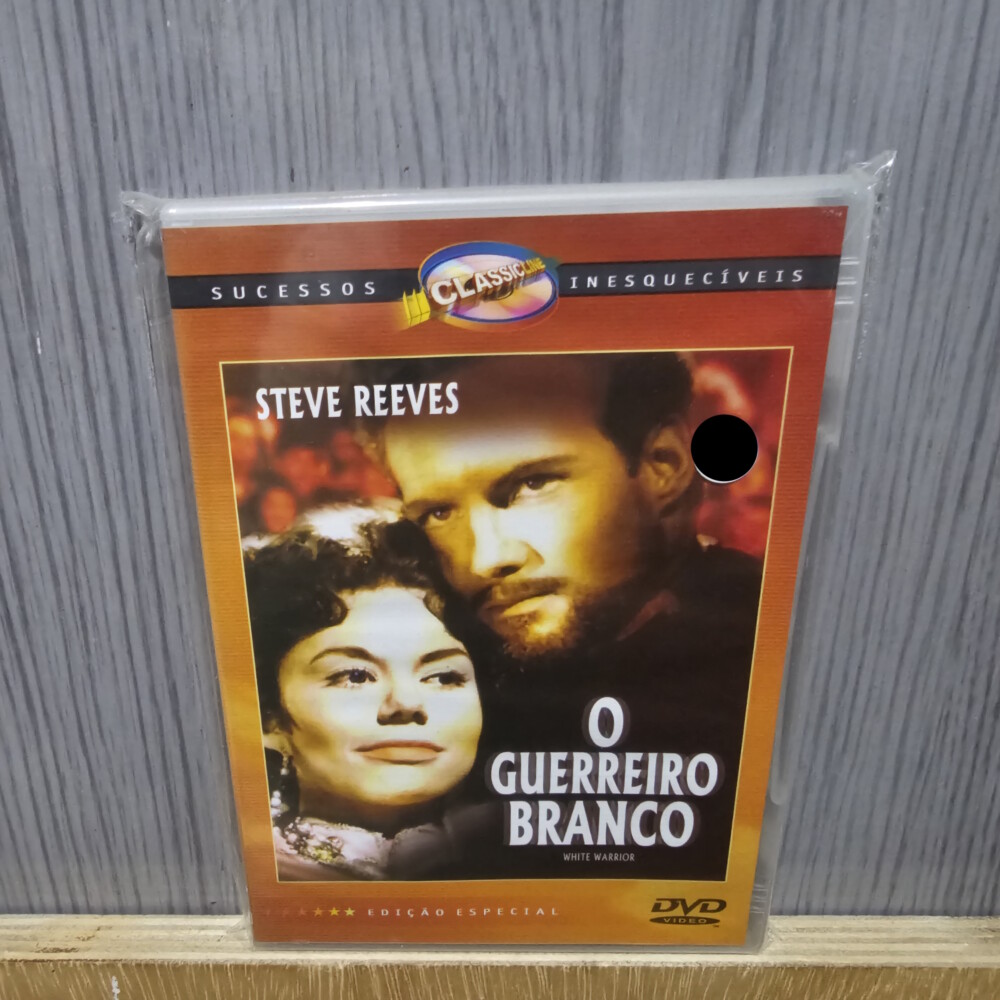 SUCESSOS CLASSICLINE INESQUECÍVEIS
STEVE REEVES
O
GUERREIRO
BRANCO
WHITE WARRIOR
EDIÇÃO ESPECIAL
DVD
VIDEO